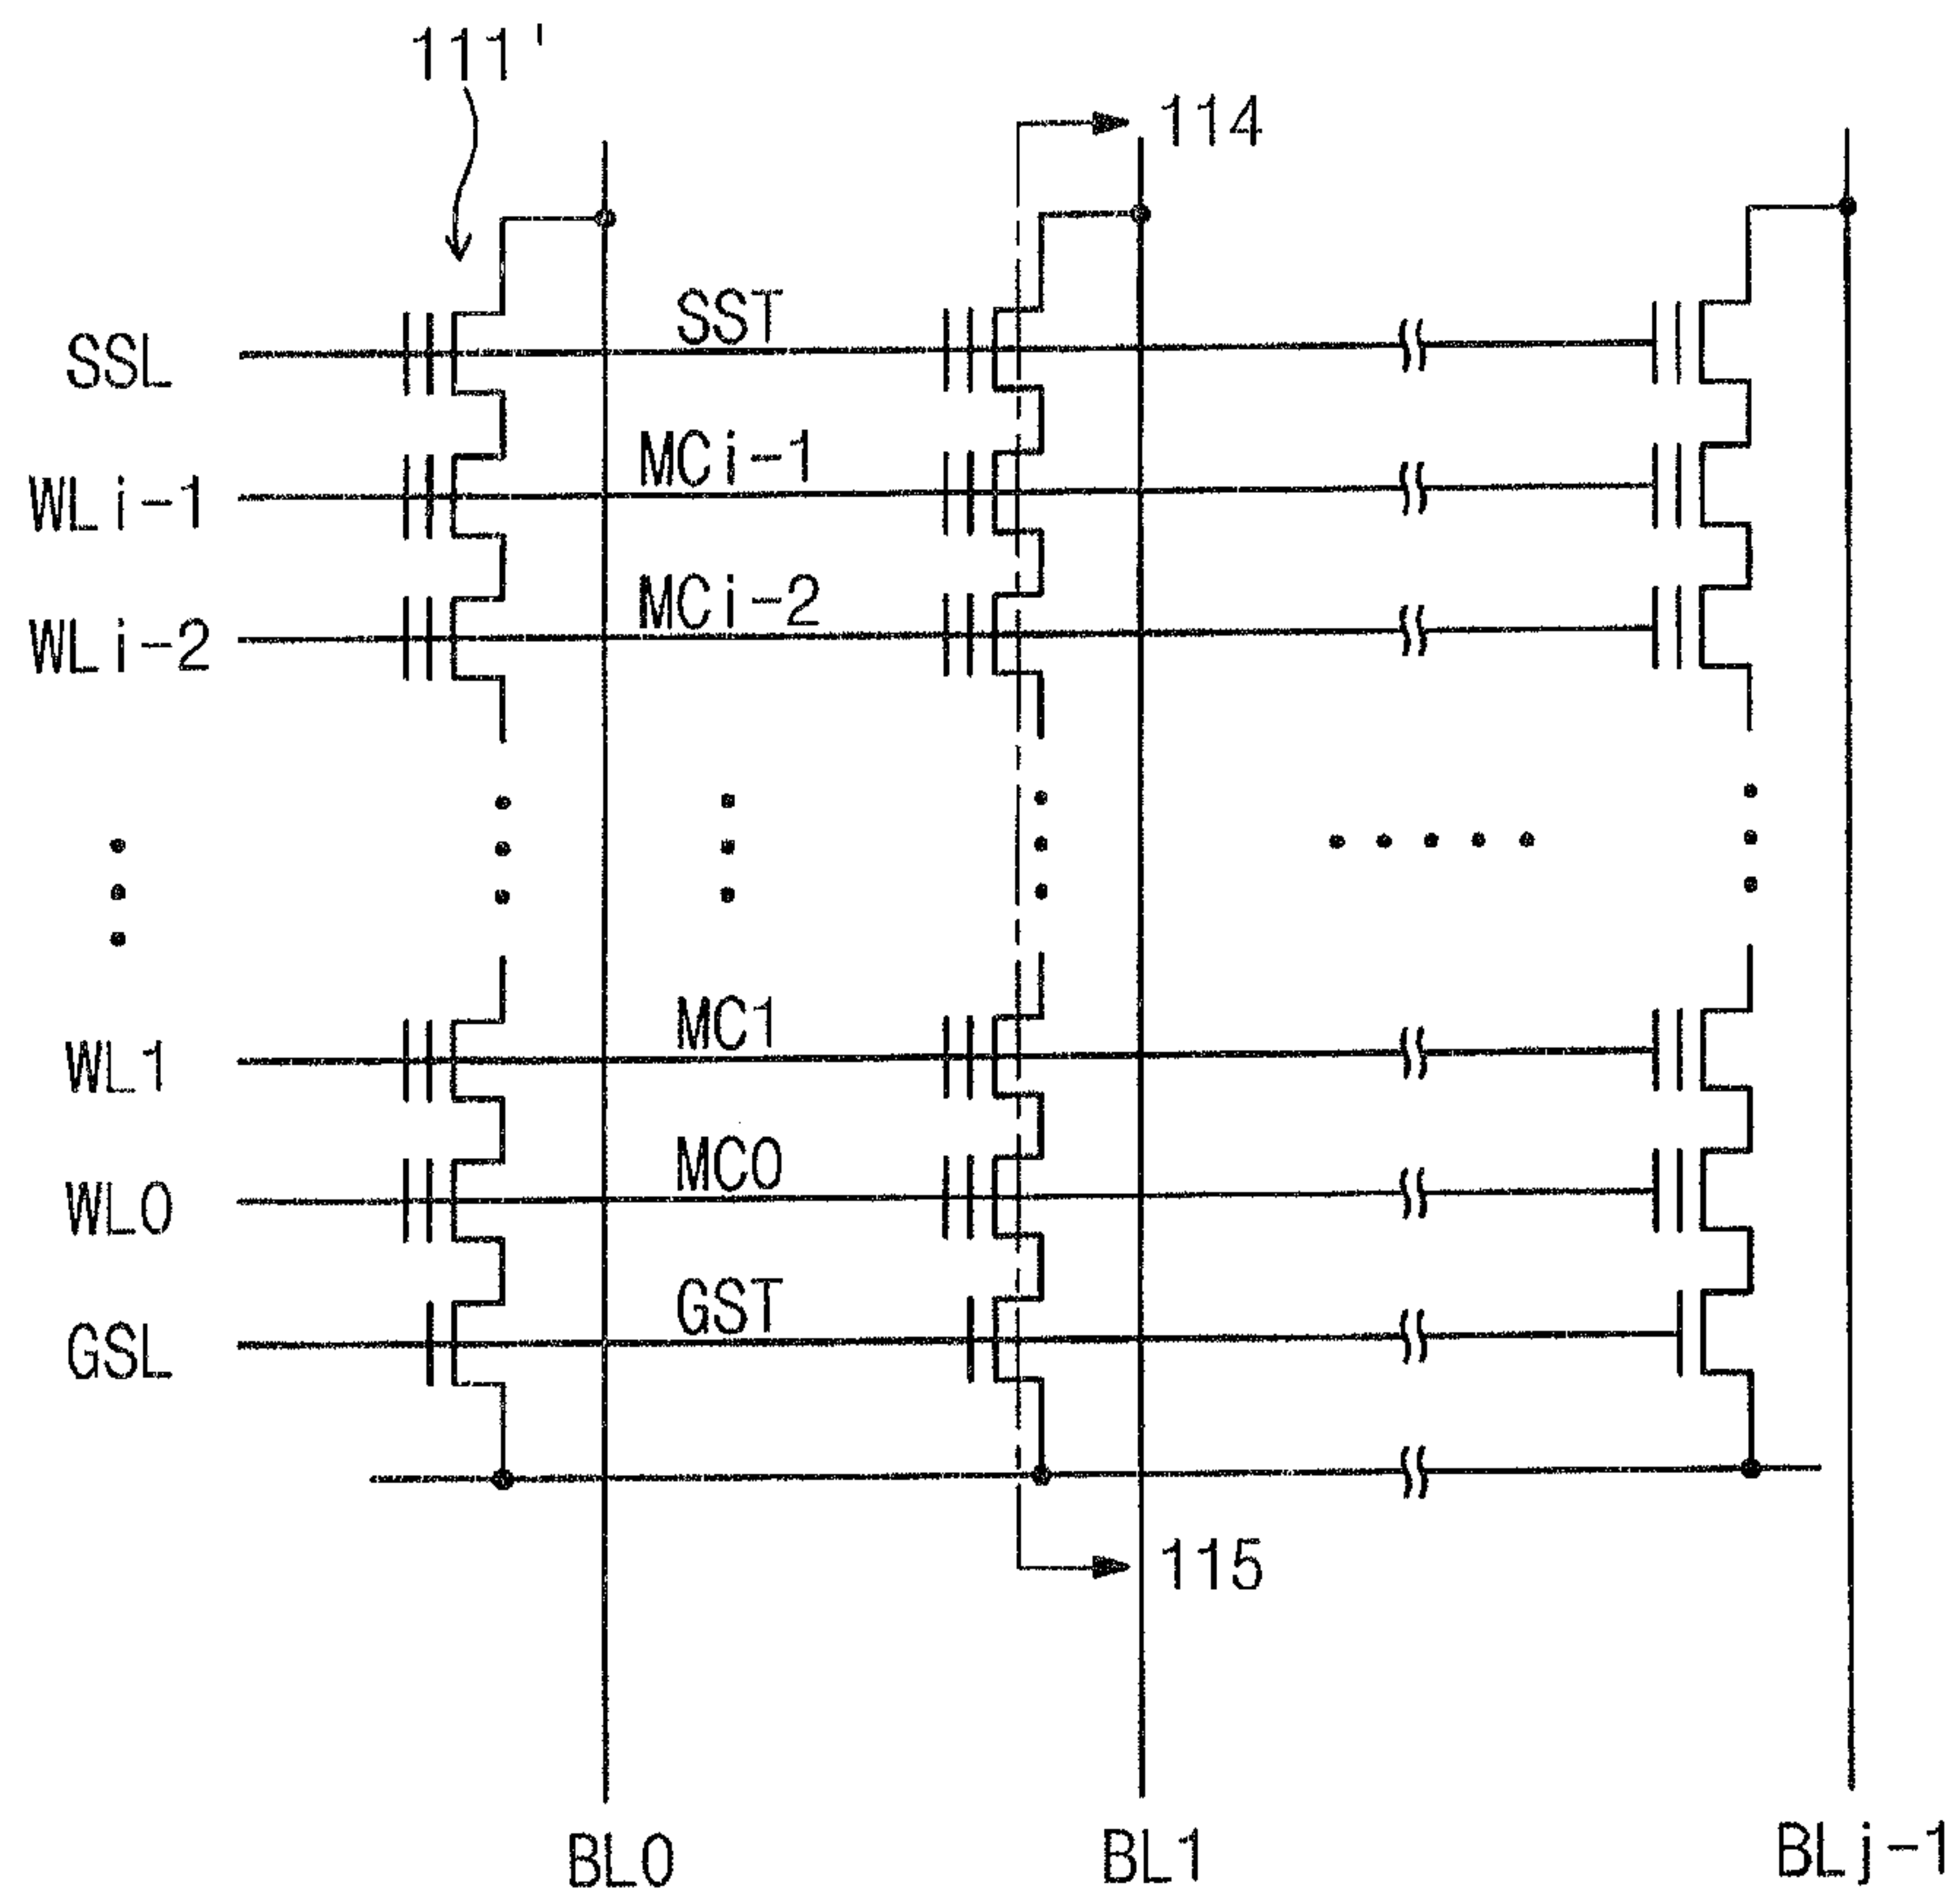 111'
114
SSL
SST
WLi-1
MCi-1
WLi-2
MCi-2
WL1
MC1
WL0
MC0
GSL
GST
115
BL0
BL1
BLj-1